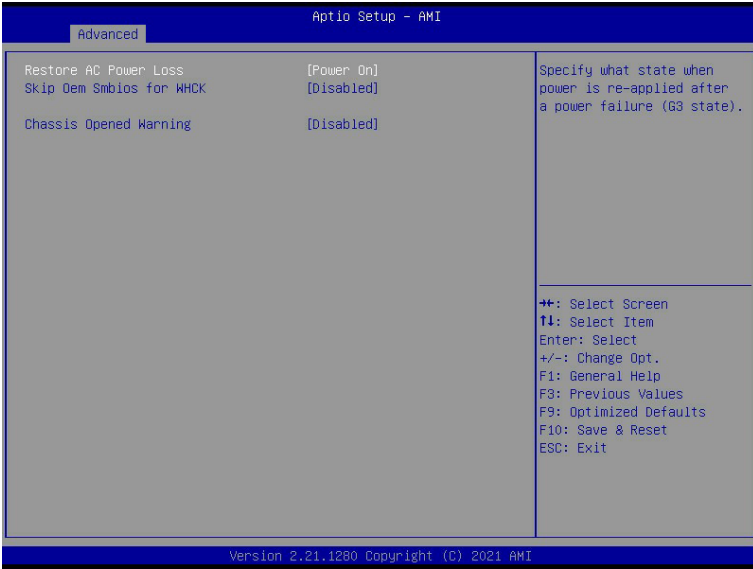 Aptio Setup – AMI
Advanced
Restore AC Power Loss [Power On]
Skip Oem Smbios for WHCK [Disabled]
Chassis Opened Warning [Disabled]
Specify what state when
power is re-applied after
a power failure (G3 state).
→←: Select Screen
↑↓: Select Item
Enter: Select
+/-: Change Opt.
F1: General Help
F3: Previous Values
F9: Optimized Defaults
F10: Save & Reset
ESC: Exit
Version 2.21.1280 Copyright (C) 2021 AMI